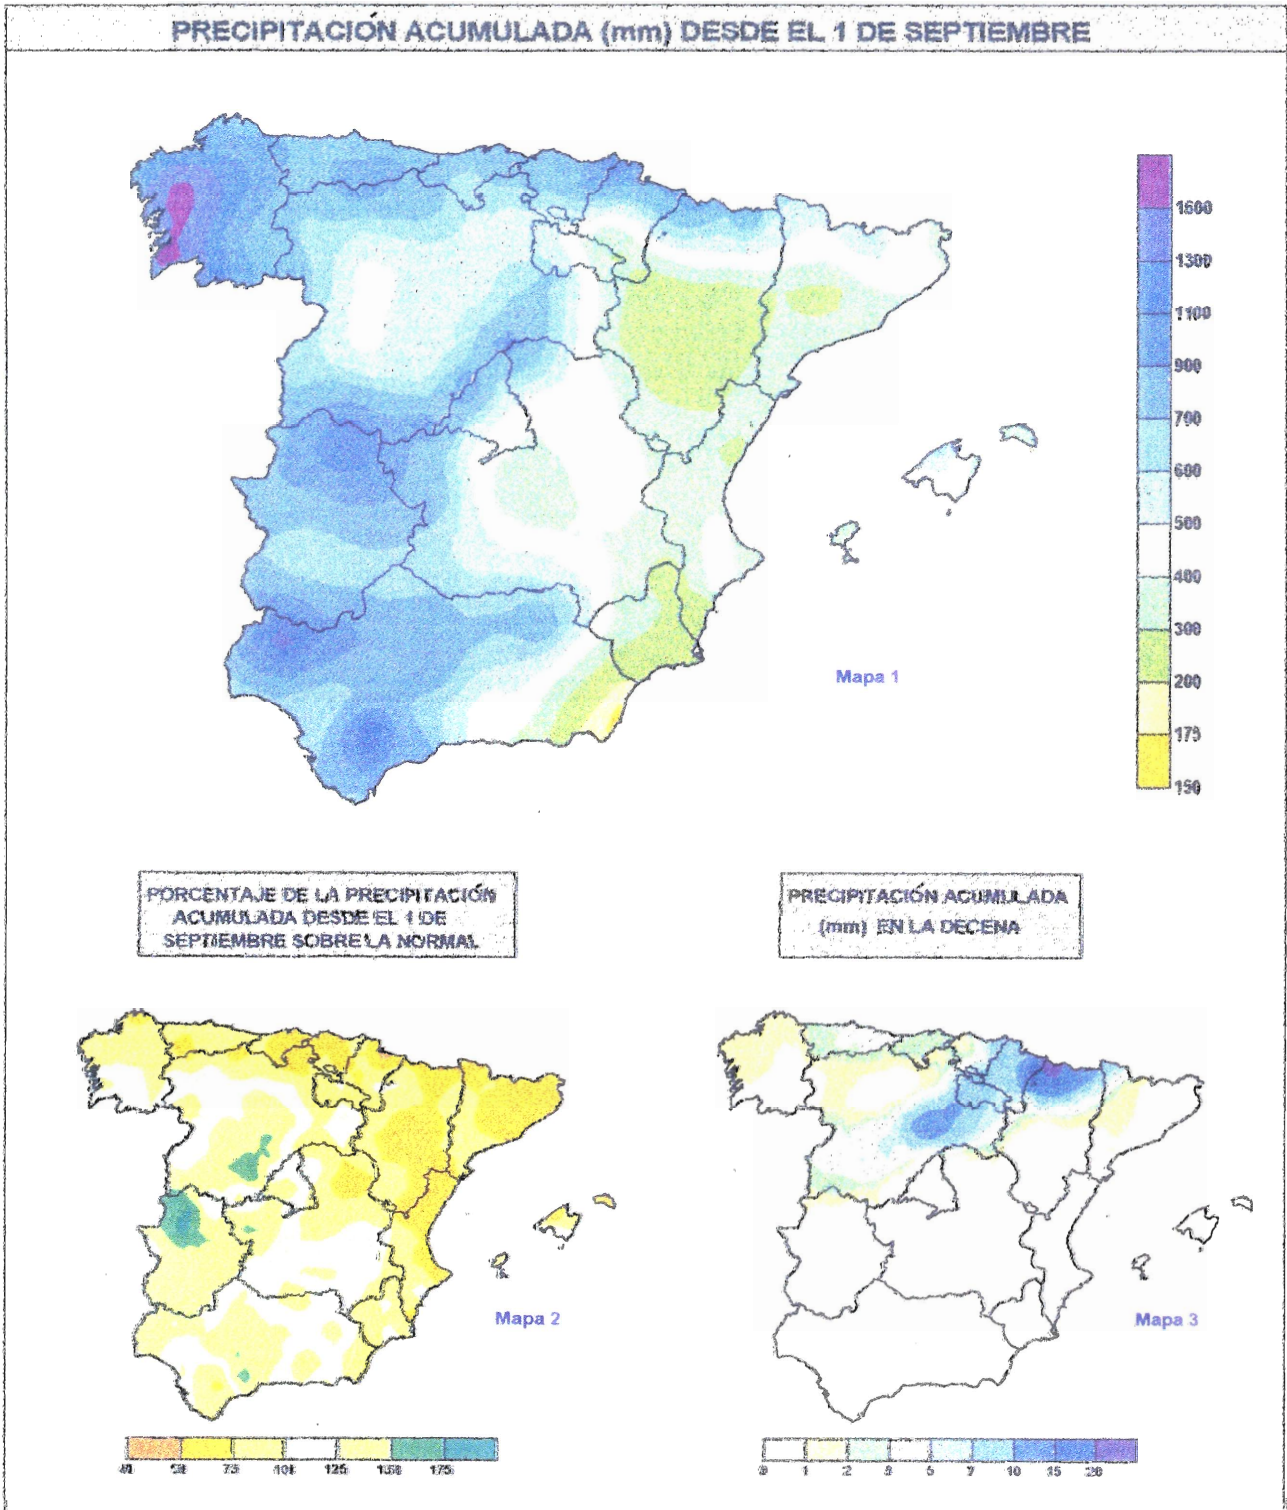 PRECIPITACIÓN ACUMULADA (mm) DESDE EL 1 DE SEPTIEMBRE
1600
1300
1100
900
700
600
500
400
300
200
175
150
Mapa 1
PORCENTAJE DE LA PRECIPITACIÓN
ACUMULADA DESDE EL 1 DE
SEPTIEMBRE SOBRE LA NORMAL
PRECIPITACIÓN ACUMULADA
(mm) EN LA DECENA
Mapa 2
Mapa 3
75 125 175
0 1 2 3 5 7 10 15 20